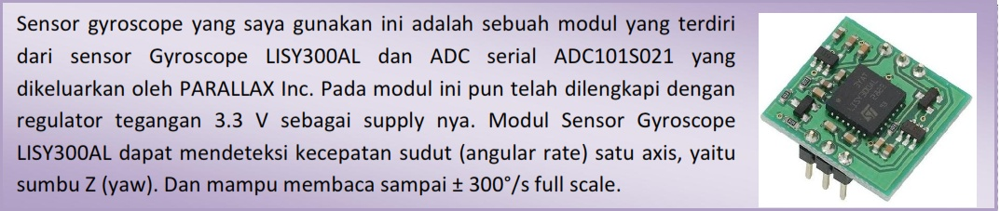 Sensor gyroscope yang saya gunakan ini adalah sebuah modul yang terdiri
dari sensor Gyroscope LISY300AL dan ADC serial ADC101S021 yang
dikeluarkan oleh PARALLAX Inc. Pada modul ini pun telah dilengkapi dengan
regulator tegangan 3.3 V sebagai supply nya. Modul Sensor Gyroscope
LISY300AL dapat mendeteksi kecepatan sudut (angular rate) satu axis, yaitu
sumbu Z (yaw). Dan mampu membaca sampai ± 300°/s full scale.